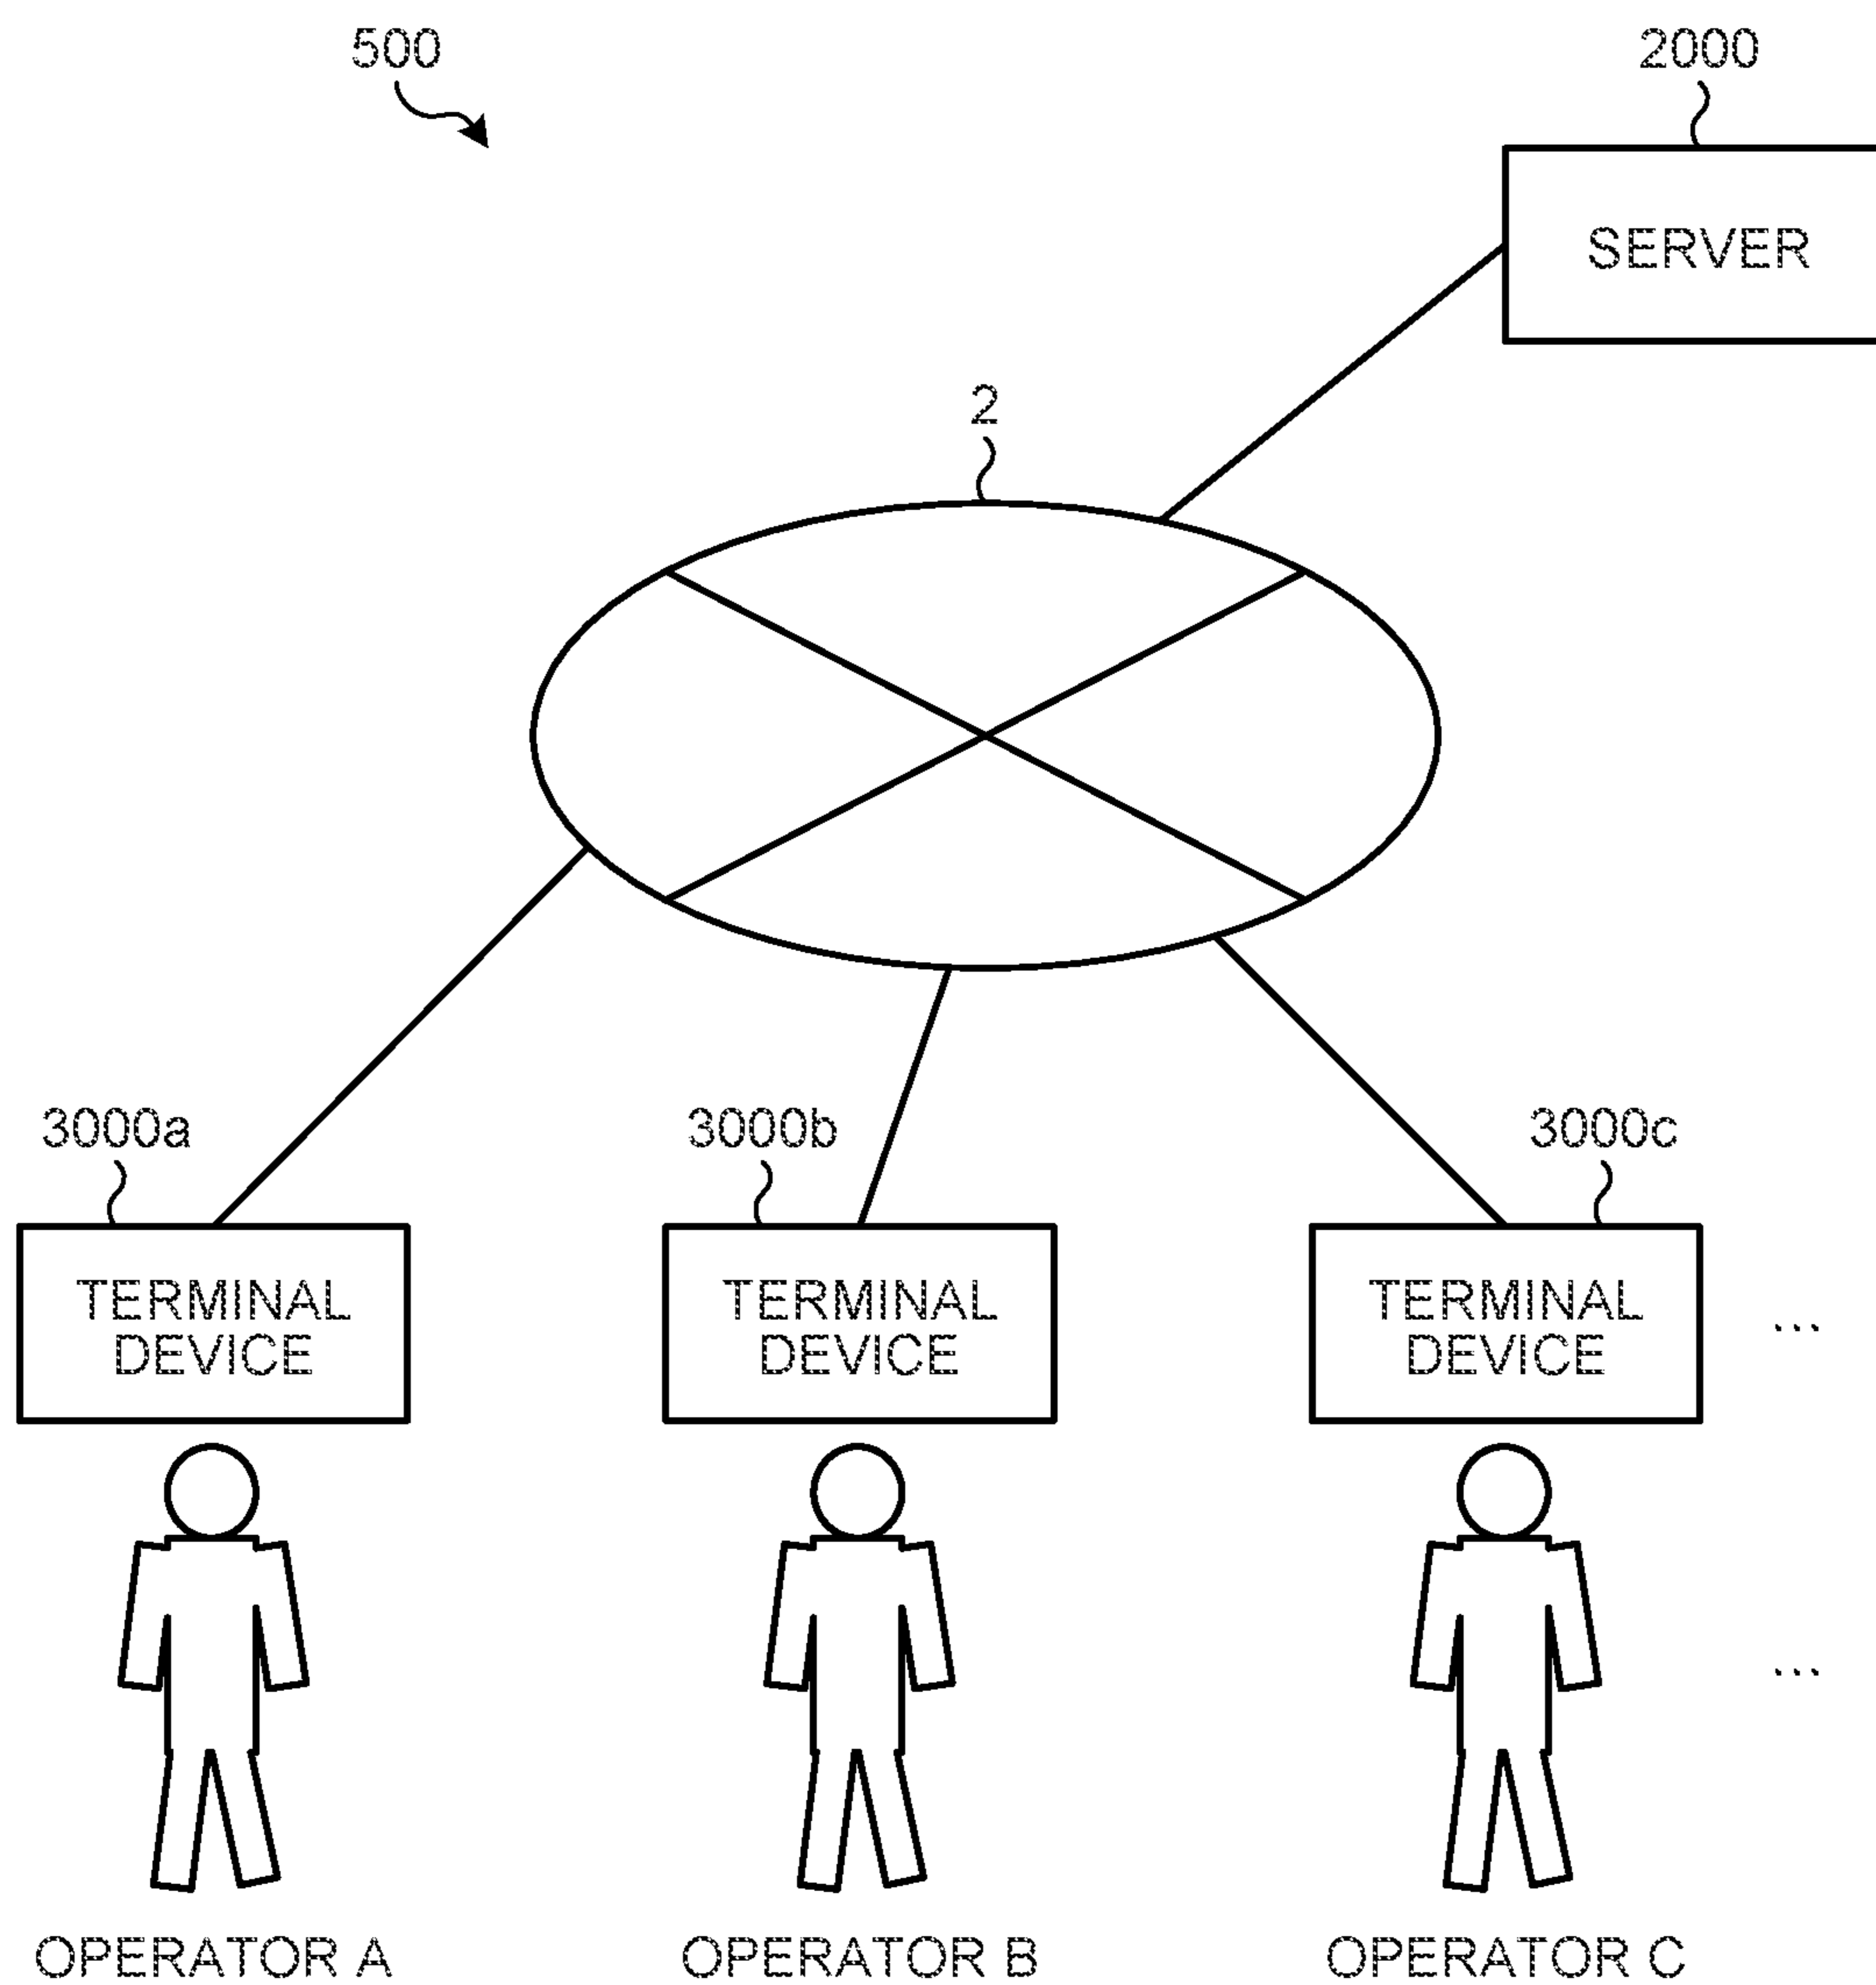 500
2000
SERVER
2
3000a
3000b
3000c
TERMINAL
DEVICE
TERMINAL
DEVICE
TERMINAL
DEVICE
...
...
OPERATOR A
OPERATOR B
OPERATOR C